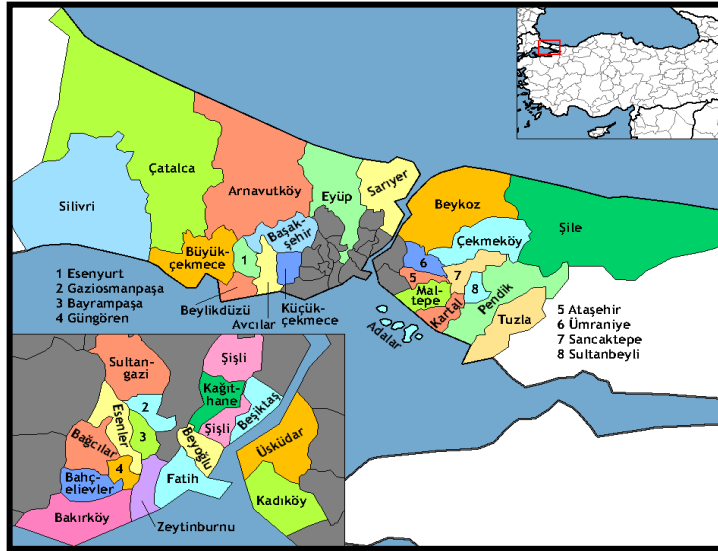 Çatalca
Silivri
Arnavutköy
Eyüp
Sarıyer
Başak-
şehir
Büyük-
çekmece
1
Beylikdüzü
Avcılar
Küçük-
çekmece
1 Esenyurt
2 Gaziosmanpaşa
3 Bayrampaşa
4 Güngören
Beykoz
Şile
Çekmeköy
6
7
5
8
Mal-
tepe
Kartal
Pendik
Tuzla
Adalar
5 Ataşehir
6 Ümraniye
7 Sancaktepe
8 Sultanbeyli
Sultan-
gazi
Şişli
Kağıt-
hane
2
Esenler
3
Şişli
Beşiktaş
Bağcılar
4
Beyoğlu
Üsküdar
Bahç-
elievler
Fatih
Kadıköy
Bakırköy
Zeytinburnu